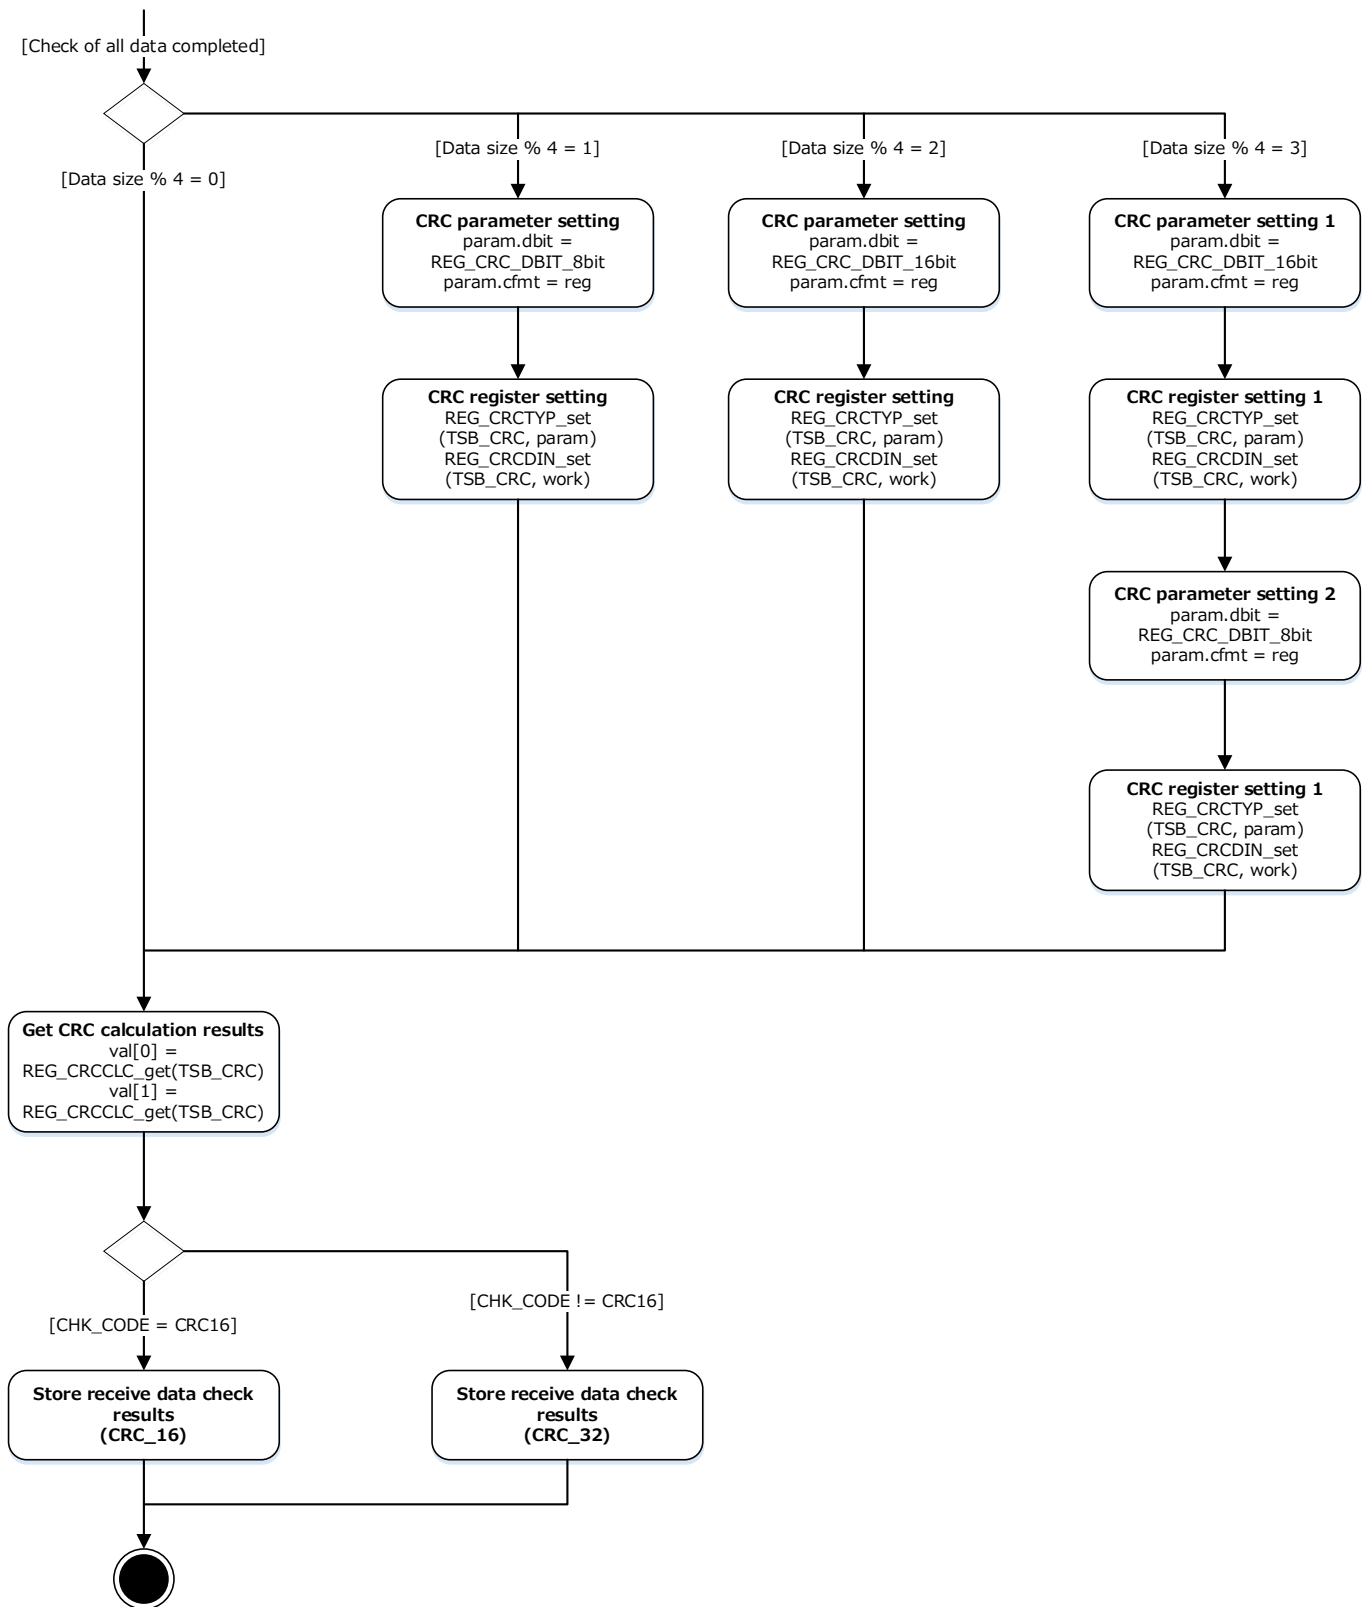 [Check of all data completed]
[Data size % 4 = 0]
[Data size % 4 = 1]
[Data size % 4 = 2]
[Data size % 4 = 3]
CRC parameter setting
param.dbit =
REG_CRC_DBIT_8bit
param.cfmt = reg
CRC register setting
REG_CRCTYP_set
(TSB_CRC, param)
REG_CRCDIN_set
(TSB_CRC, work)
CRC parameter setting
param.dbit =
REG_CRC_DBIT_16bit
param.cfmt = reg
CRC register setting
REG_CRCTYP_set
(TSB_CRC, param)
REG_CRCDIN_set
(TSB_CRC, work)
CRC parameter setting 1
param.dbit =
REG_CRC_DBIT_16bit
param.cfmt = reg
CRC register setting 1
REG_CRCTYP_set
(TSB_CRC, param)
REG_CRCDIN_set
(TSB_CRC, work)
CRC parameter setting 2
param.dbit =
REG_CRC_DBIT_8bit
param.cfmt = reg
CRC register setting 1
REG_CRCTYP_set
(TSB_CRC, param)
REG_CRCDIN_set
(TSB_CRC, work)
Get CRC calculation results
val[0] =
REG_CRCCLC_get(TSB_CRC)
val[1] =
REG_CRCCLC_get(TSB_CRC)
[CHK_CODE = CRC16]
[CHK_CODE != CRC16]
Store receive data check
results
(CRC_16)
Store receive data check
results
(CRC_32)